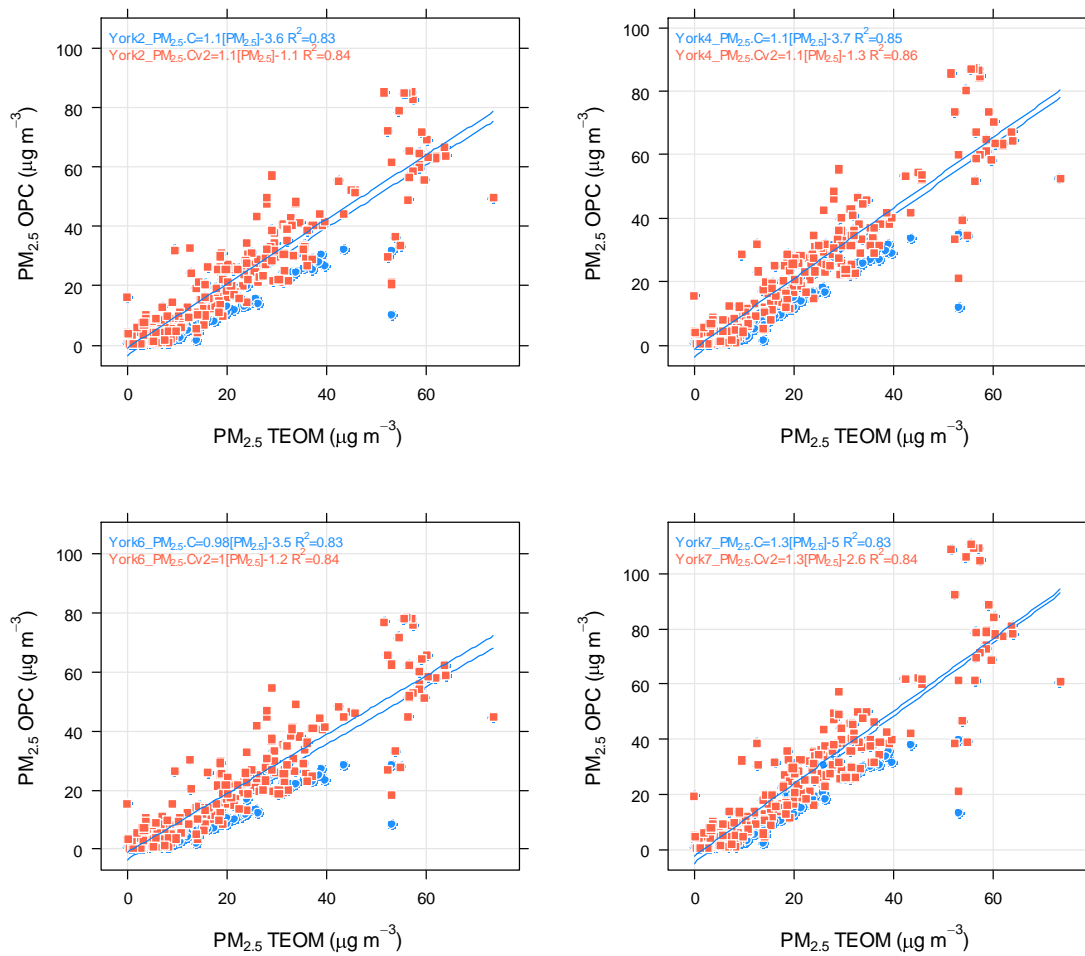 York2_PM2.5.C=1.1[PM2.5]-3.6 R²=0.83
York2_PM2.5.Cv2=1.1[PM2.5]-1.1 R²=0.84
100
80
60
40
20
0
PM2.5 OPC (μg m⁻³)
0 20 40 60
PM2.5 TEOM (μg m⁻³)
York4_PM2.5.C=1.1[PM2.5]-3.7 R²=0.85
York4_PM2.5.Cv2=1.1[PM2.5]-1.3 R²=0.86
100
80
60
40
20
0
PM2.5 OPC (μg m⁻³)
0 20 40 60
PM2.5 TEOM (μg m⁻³)
York6_PM2.5.C=0.98[PM2.5]-3.5 R²=0.83
York6_PM2.5.Cv2=1[PM2.5]-1.2 R²=0.84
100
80
60
40
20
0
PM2.5 OPC (μg m⁻³)
0 20 40 60
PM2.5 TEOM (μg m⁻³)
York7_PM2.5.C=1.3[PM2.5]-5 R²=0.83
York7_PM2.5.Cv2=1.3[PM2.5]-2.6 R²=0.84
100
80
60
40
20
0
PM2.5 OPC (μg m⁻³)
0 20 40 60
PM2.5 TEOM (μg m⁻³)